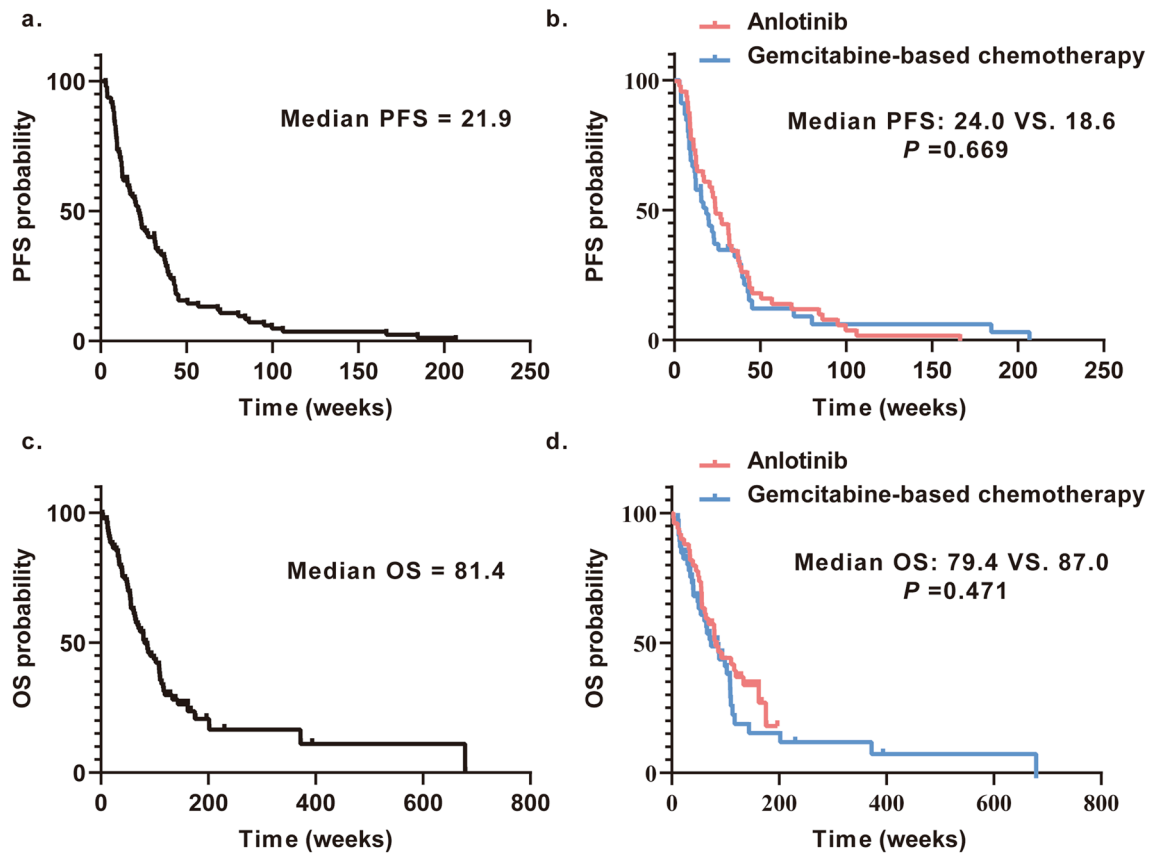 a.
PFS probability
100
50
0
Median PFS = 21.9
0 50 100 150 200 250
Time (weeks)
b.
Anlotinib
Gemcitabine-based chemotherapy
PFS probability
100
50
0
Median PFS: 24.0 VS. 18.6
P =0.669
0 50 100 150 200 250
Time (weeks)
c.
OS probability
100
50
0
Median OS = 81.4
0 200 400 600 800
Time (weeks)
d.
Anlotinib
Gemcitabine-based chemotherapy
OS probability
100
50
0
Median OS: 79.4 VS. 87.0
P =0.471
0 200 400 600 800
Time (weeks)